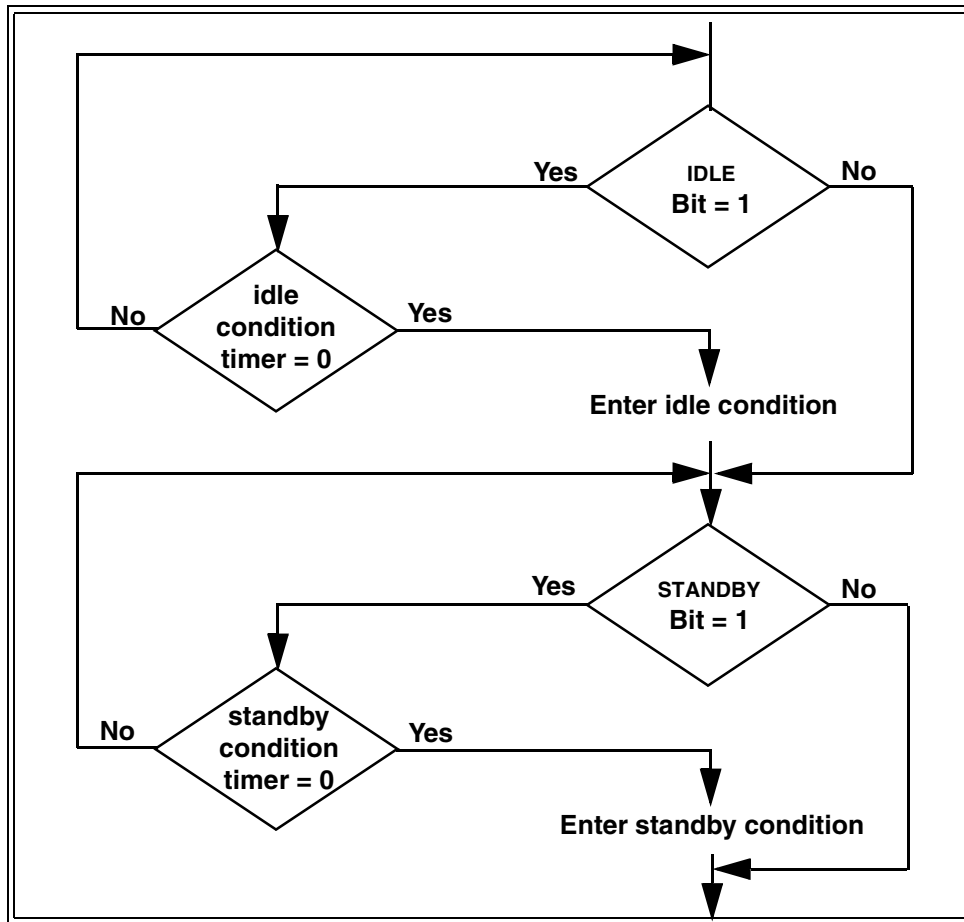 IDLE
Bit = 1
Yes
No
idle
condition
timer = 0
No
Yes
Enter idle condition
STANDBY
Bit = 1
Yes
No
standby
condition
timer = 0
No
Yes
Enter standby condition